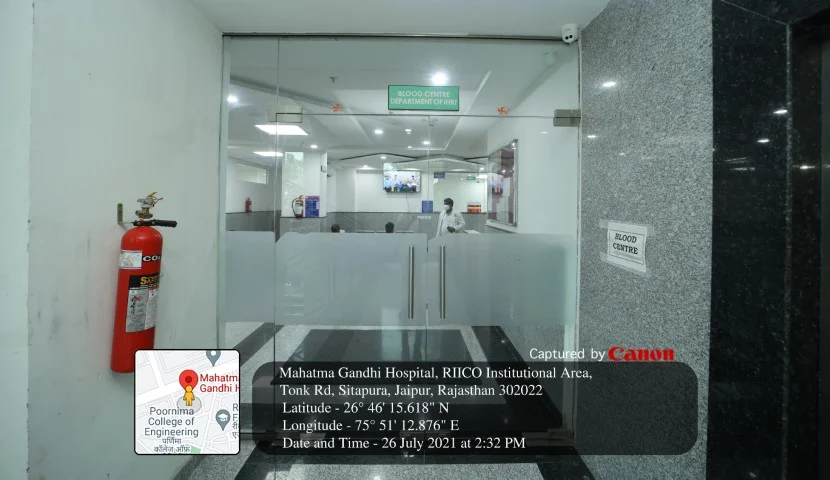 BLOOD CENTRE
DEPARTMENT OF IHBT
BLOOD
CENTRE
Captured by Canon
Mahatma Gandhi Hospital, RIICO Institutional Area,
Tonk Rd, Sitapura, Jaipur, Rajasthan 302022
Latitude - 26° 46' 15.618" N
Longitude - 75° 51' 12.876" E
Date and Time - 26 July 2021 at 2:32 PM
Mahatm
Gandhi H
Poornima
College of
Engineering
पूर्णिमा
कॉलेज ऑफ़